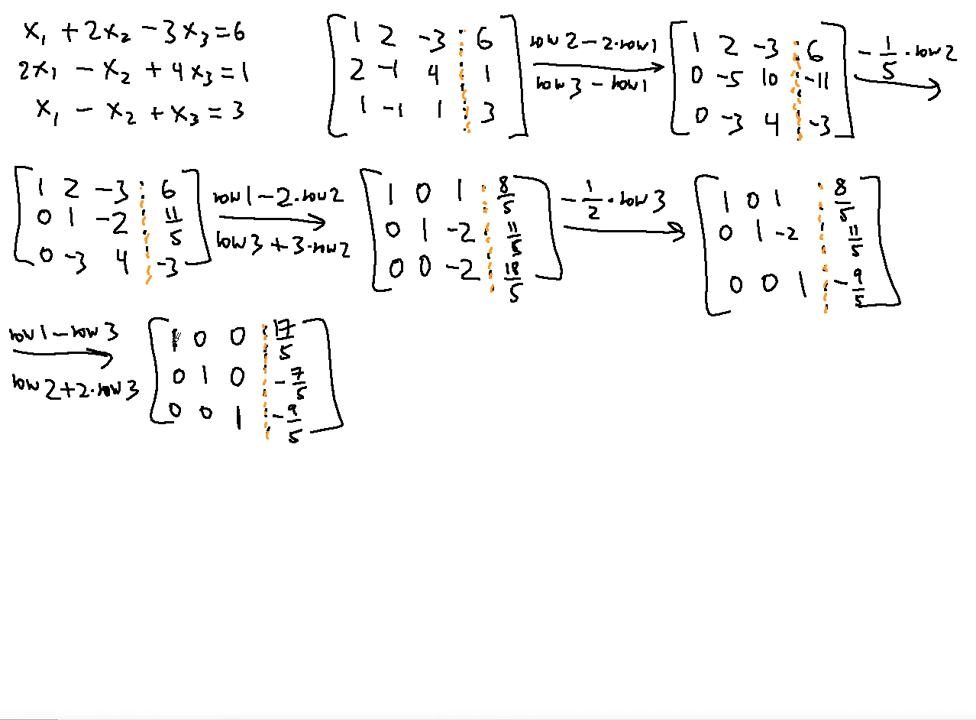 x₁ + 2x₂ - 3x₃ = 6
2x₁ - x₂ + 4x₃ = 1
x₁ - x₂ + x₃ = 3
1 2 -3 6
2 -1 4 1
1 -1 1 3
row 2 - 2·row 1
row 3 - row 1
1 2 -3 6
0 -5 10 -11
0 -3 4 -3
-1/5 · row 2
1 2 -3 6
0 1 -2 11/5
0 -3 4 -3
row 1 - 2·row 2
row 3 + 3·row 2
1 0 1 8/5
0 1 -2 11/5
0 0 -2 18/5
-1/2 · row 3
1 0 1 8/5
0 1 -2 11/5
0 0 1 -9/5
row 1 - row 3
row 2 + 2·row 3
1 0 0 17/5
0 1 0 -7/5
0 0 1 -9/5